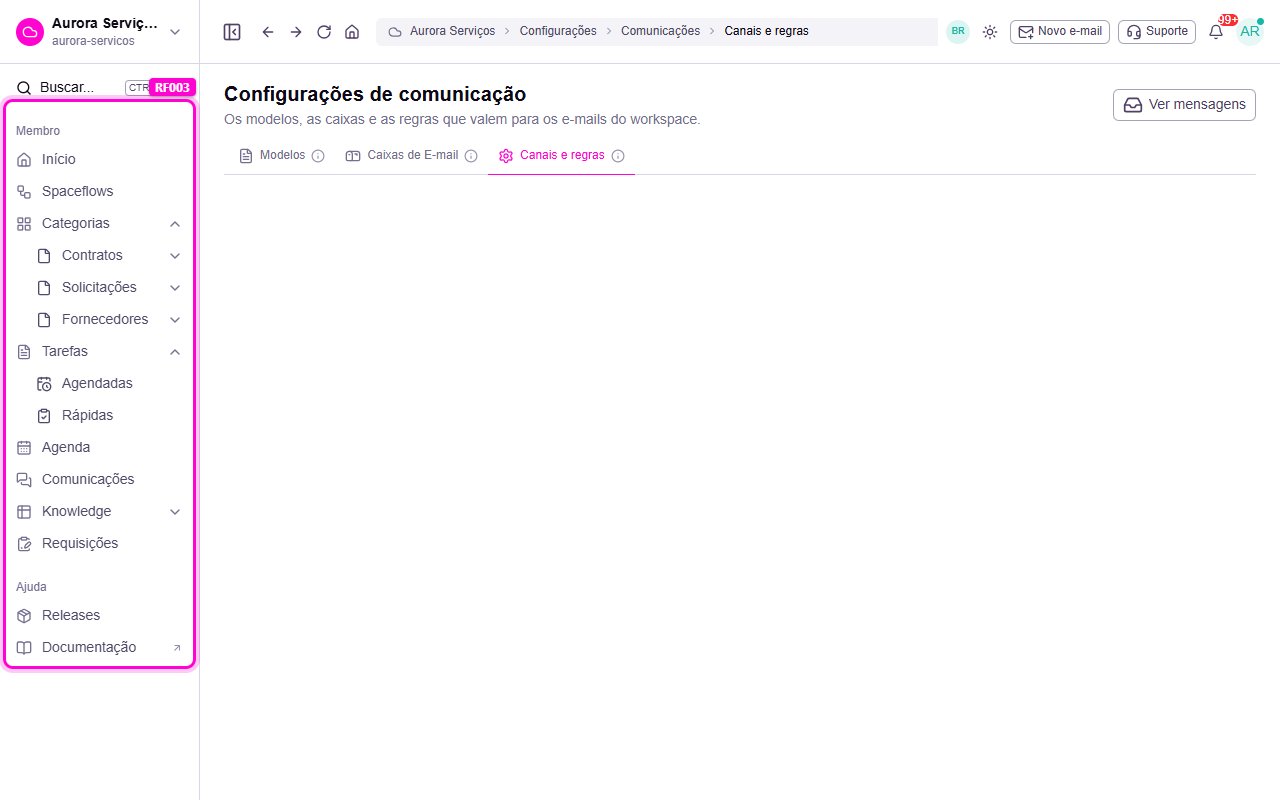 Aurora Serviç...
aurora-servicos
Aurora Serviços
Configurações
Comunicações
Canais e regras
BR
Novo e-mail
Suporte
99+
AR
Buscar...
CTR
RF003
Membro
Início
Spaceflows
Categorias
Contratos
Solicitações
Fornecedores
Tarefas
Agendadas
Rápidas
Agenda
Comunicações
Knowledge
Requisições
Ajuda
Releases
Documentação
Configurações de comunicação
Os modelos, as caixas e as regras que valem para os e-mails do workspace.
Ver mensagens
Modelos
Caixas de E-mail
Canais e regras